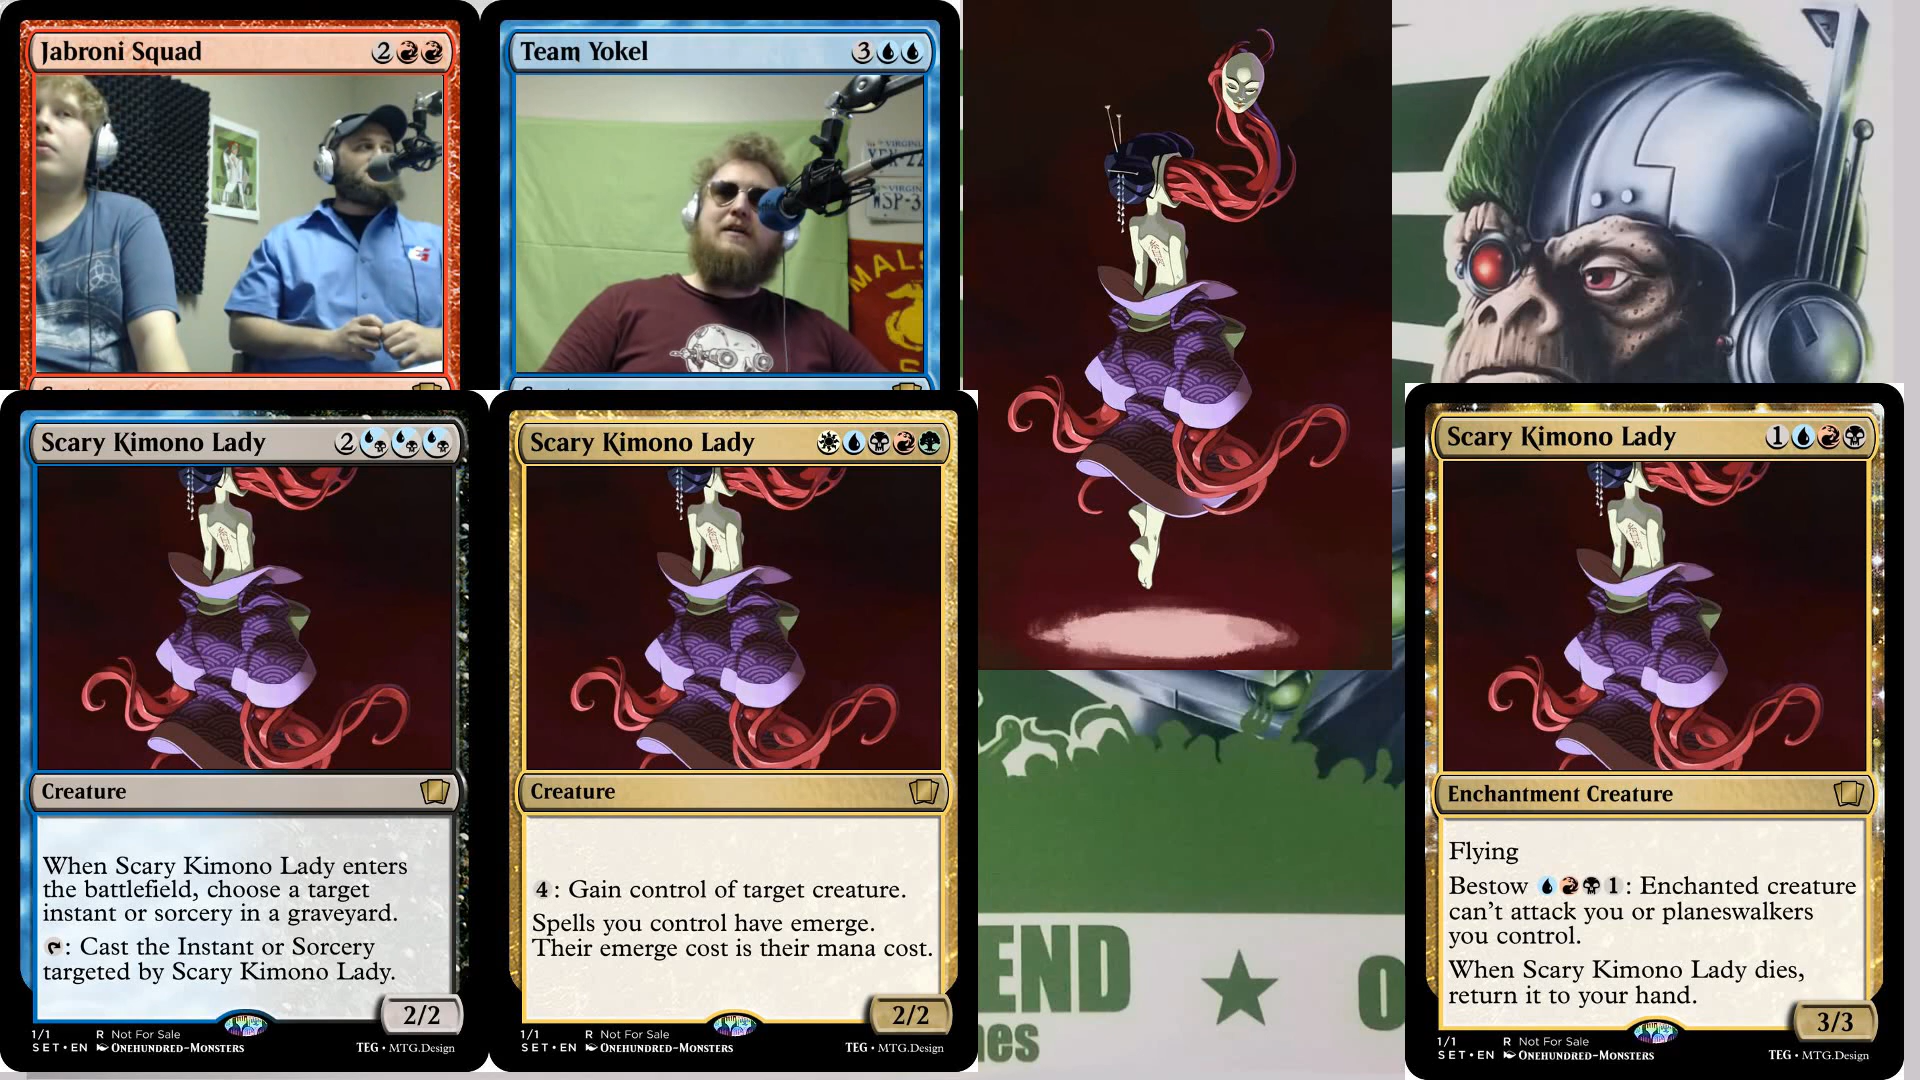 Jabroni Squad 2
Team Yokel 3
VIRGINI
WSP-3
MALS
Scary Kimono Lady 2
Creature
When Scary Kimono Lady enters
the battlefield, choose a target
instant or sorcery in a graveyard.
: Cast the Instant or Sorcery
targeted by Scary Kimono Lady.
2/2
1/1 R Not For Sale
SET • EN ONEHUNDRED-MONSTERS TEG • MTG.Design
Scary Kimono Lady
Creature
4: Gain control of target creature.
Spells you control have emerge.
Their emerge cost is their mana cost.
2/2
1/1 R Not For Sale
SET • EN ONEHUNDRED-MONSTERS TEG • MTG.Design
END ★ O
nes
Scary Kimono Lady 1
Enchantment Creature
Flying
Bestow 1: Enchanted creature
can't attack you or planeswalkers
you control.
When Scary Kimono Lady dies,
return it to your hand.
3/3
1/1 R Not For Sale
SET • EN ONEHUNDRED-MONSTERS TEG • MTG.Design